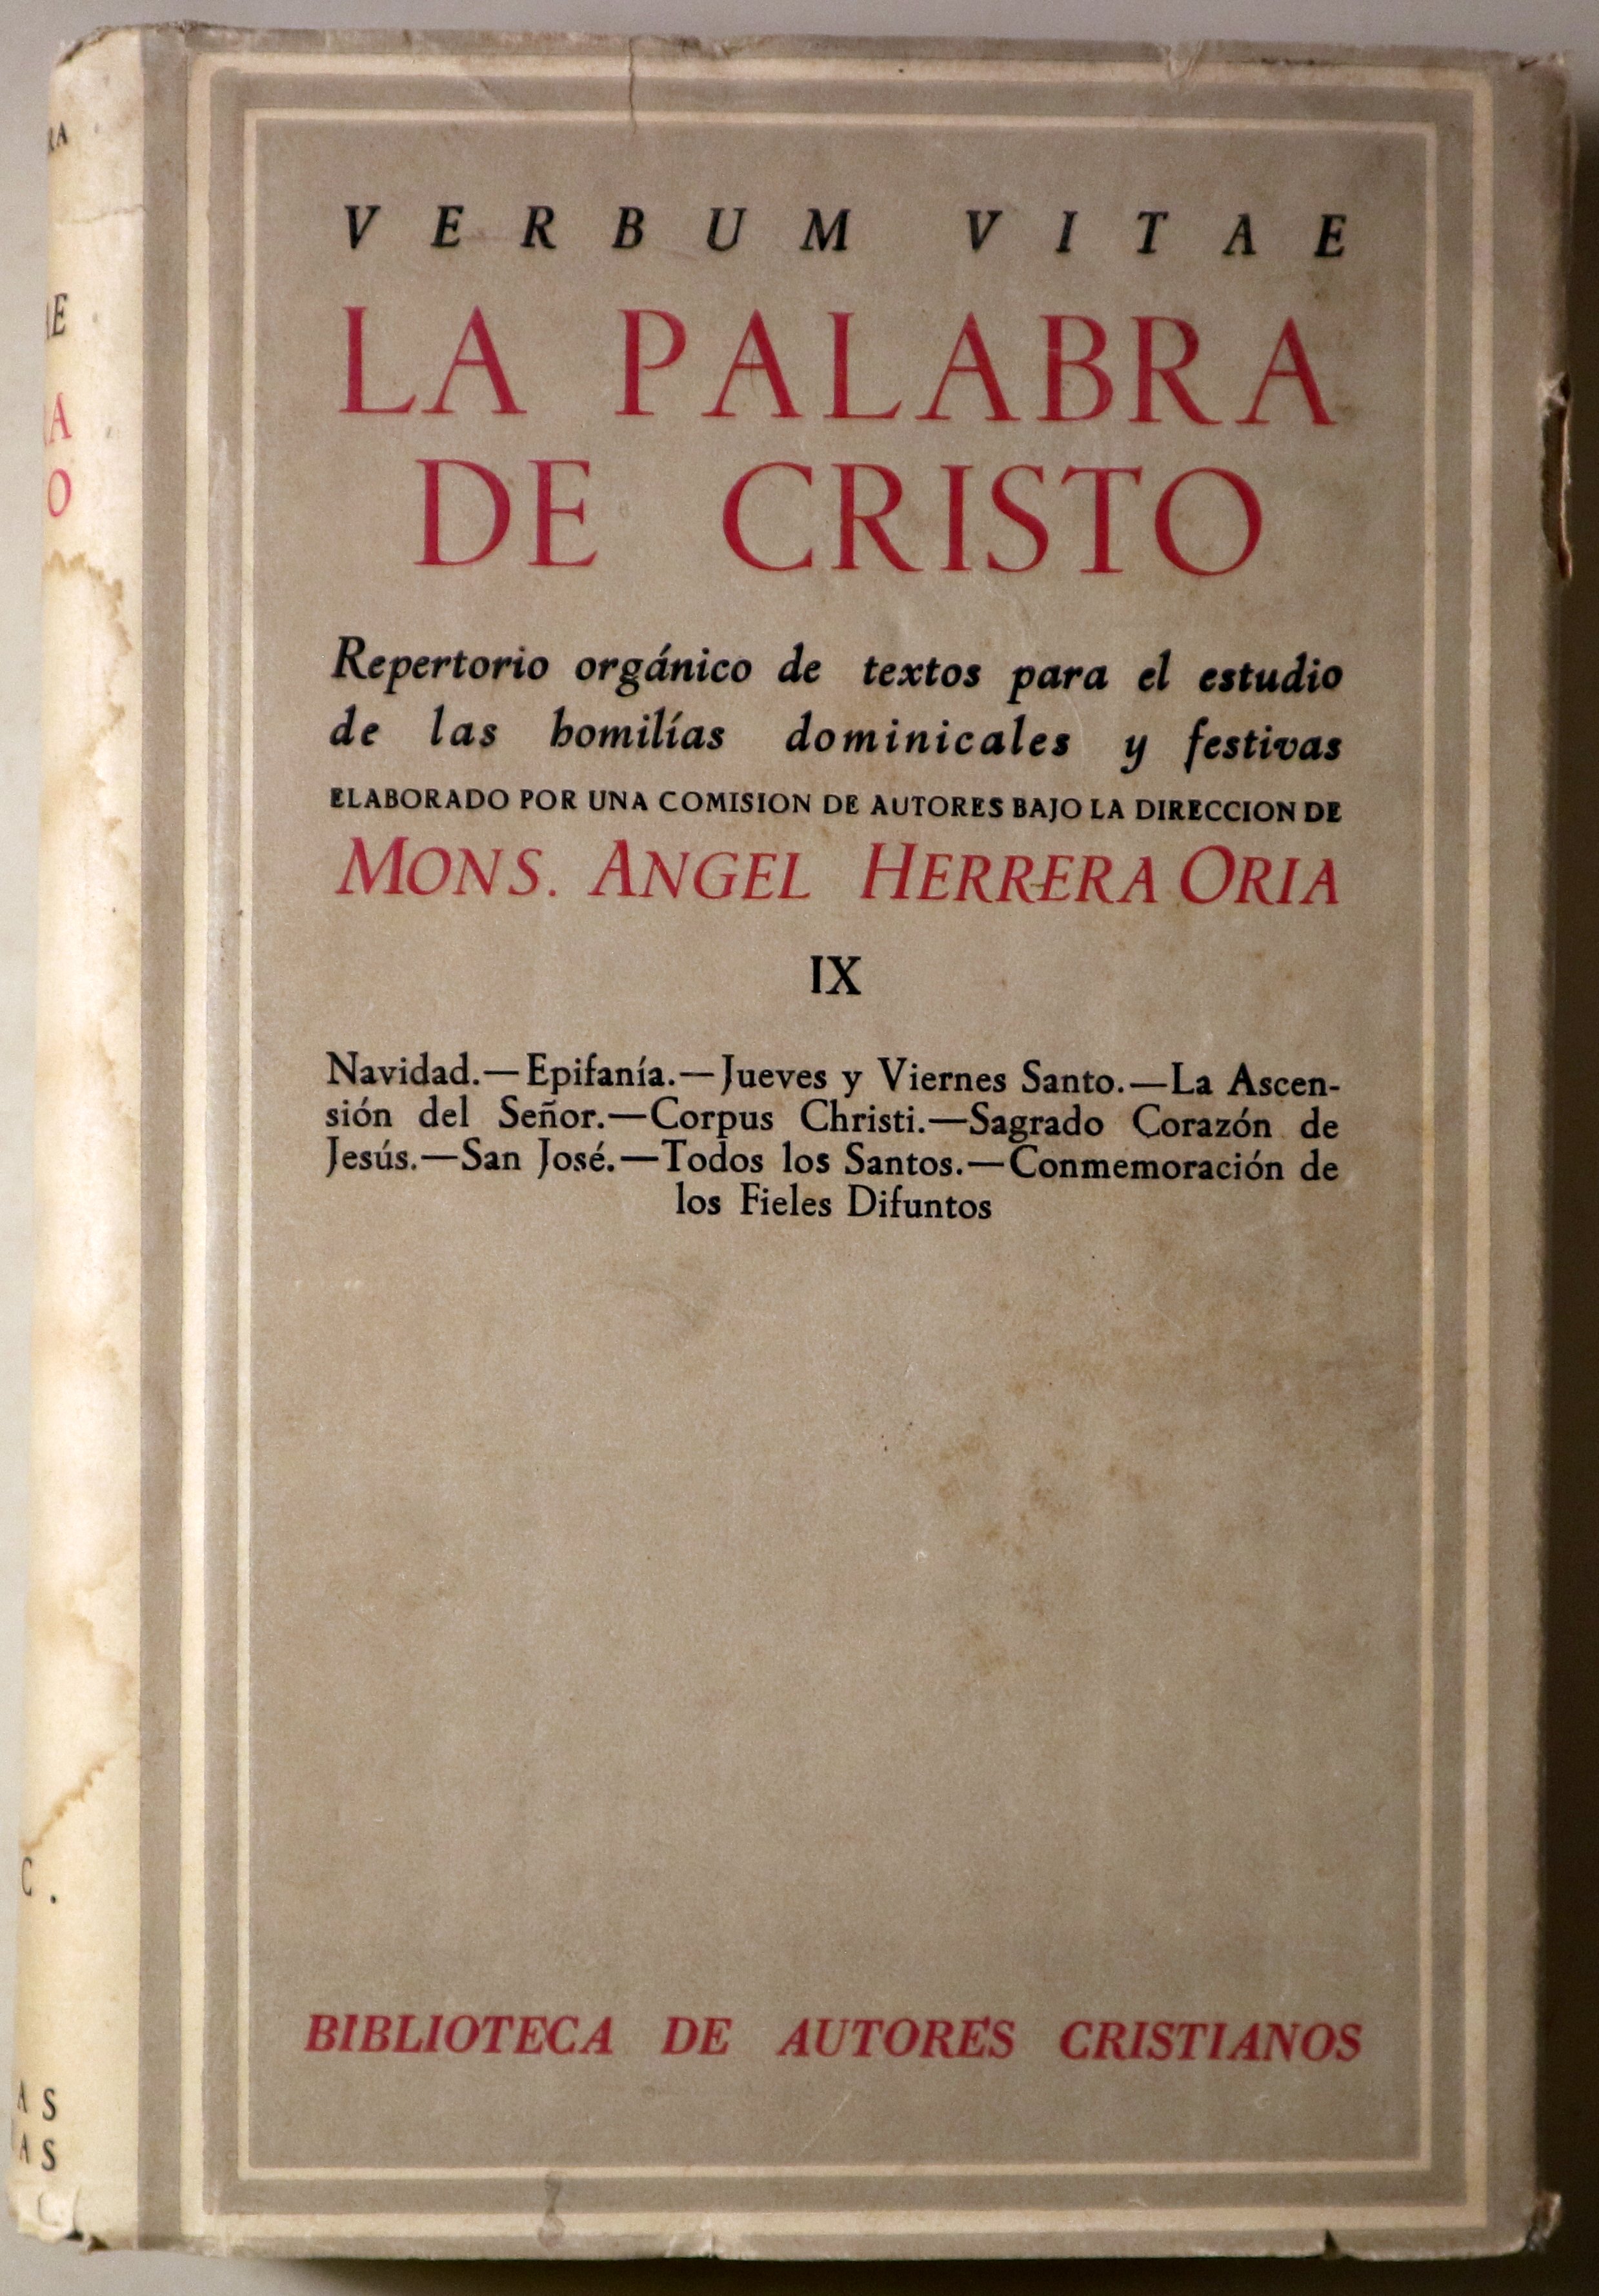 VERBUM VITAE
LA PALABRA
DE CRISTO
Repertorio orgánico de textos para el estudio
de las homilías dominicales y festivas
ELABORADO POR UNA COMISION DE AUTORES BAJO LA DIRECCION DE
MONS. ANGEL HERRERA ORIA
IX
Navidad.—Epifanía.—Jueves y Viernes Santo.—La Ascen-
sión del Señor.—Corpus Christi.—Sagrado Corazón de
Jesús.—San José.—Todos los Santos.—Conmemoración de
los Fieles Difuntos
BIBLIOTECA DE AUTORES CRISTIANOS